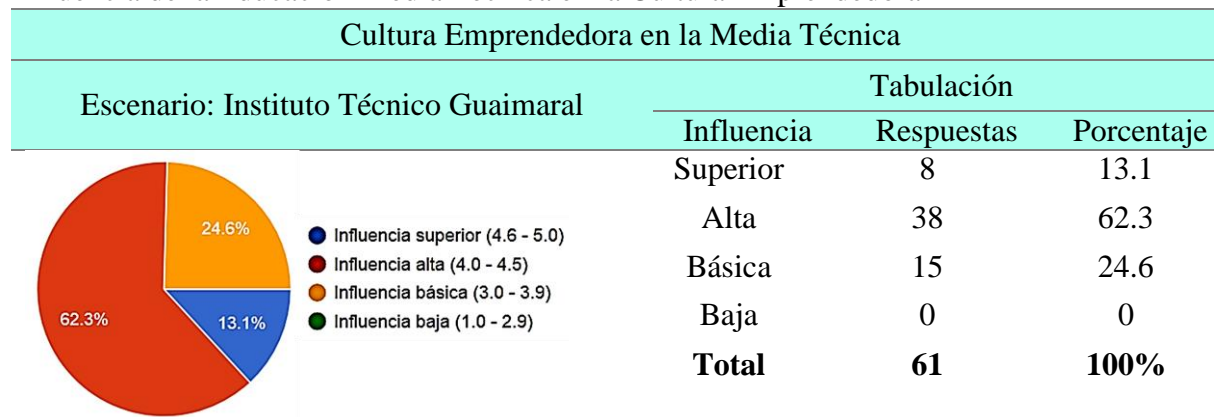 Cultura Emprendedora en la Media Técnica
Escenario: Instituto Técnico Guaimaral
Tabulación
Influencia Respuestas Porcentaje
Superior 8 13.1
Alta 38 62.3
Básica 15 24.6
Baja 0 0
Total 61 100%
24.6%
62.3%
13.1%
Influencia superior (4.6 - 5.0)
Influencia alta (4.0 - 4.5)
Influencia básica (3.0 - 3.9)
Influencia baja (1.0 - 2.9)